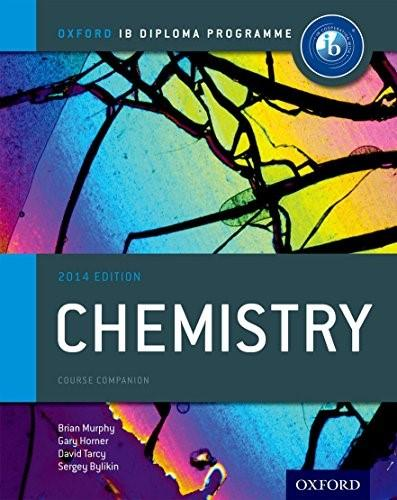 OXFORD IB DIPLOMA PROGRAMME
ib
2014 EDITION
CHEMISTRY
COURSE COMPANION
Brian Murphy
Gary Horner
David Tarcy
Sergey Bylikin
OXFORD